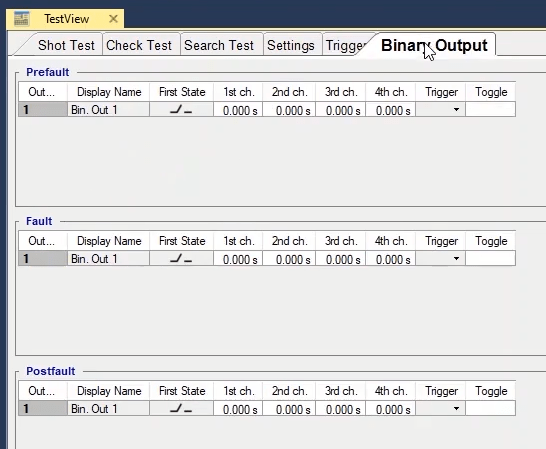 TestView
Shot Test Check Test Search Test Settings Trigger Binary Output
Prefault
Out... Display Name First State 1st ch. 2nd ch. 3rd ch. 4th ch. Trigger Toggle
1 Bin. Out 1 0.000 s 0.000 s 0.000 s 0.000 s
Fault
Out... Display Name First State 1st ch. 2nd ch. 3rd ch. 4th ch. Trigger Toggle
1 Bin. Out 1 0.000 s 0.000 s 0.000 s 0.000 s
Postfault
Out... Display Name First State 1st ch. 2nd ch. 3rd ch. 4th ch. Trigger Toggle
1 Bin. Out 1 0.000 s 0.000 s 0.000 s 0.000 s